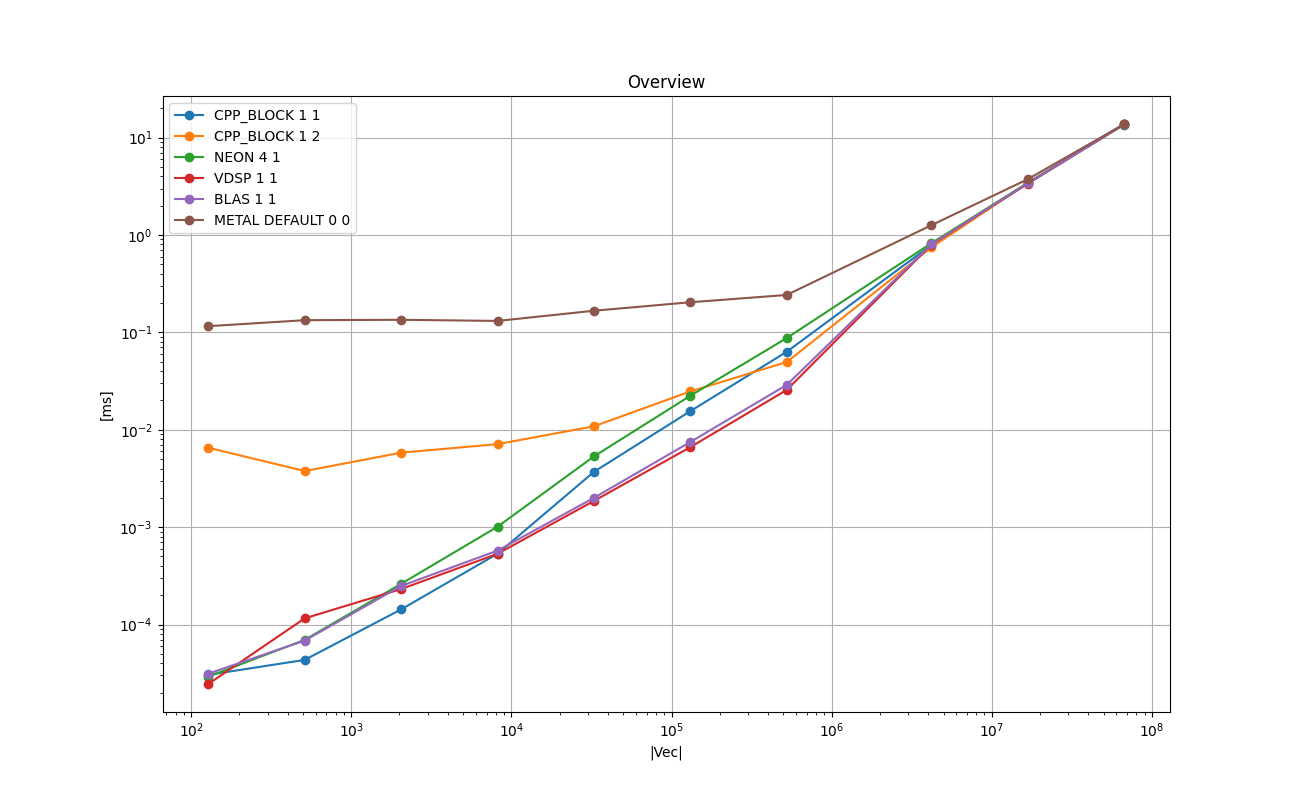 Overview
CPP_BLOCK 1 1
CPP_BLOCK 1 2
NEON 4 1
VDSP 1 1
BLAS 1 1
METAL DEFAULT 0 0
[ms]
10¹
10⁰
10⁻¹
10⁻²
10⁻³
10⁻⁴
10² 10³ 10⁴ 10⁵ 10⁶ 10⁷ 10⁸
|Vec|